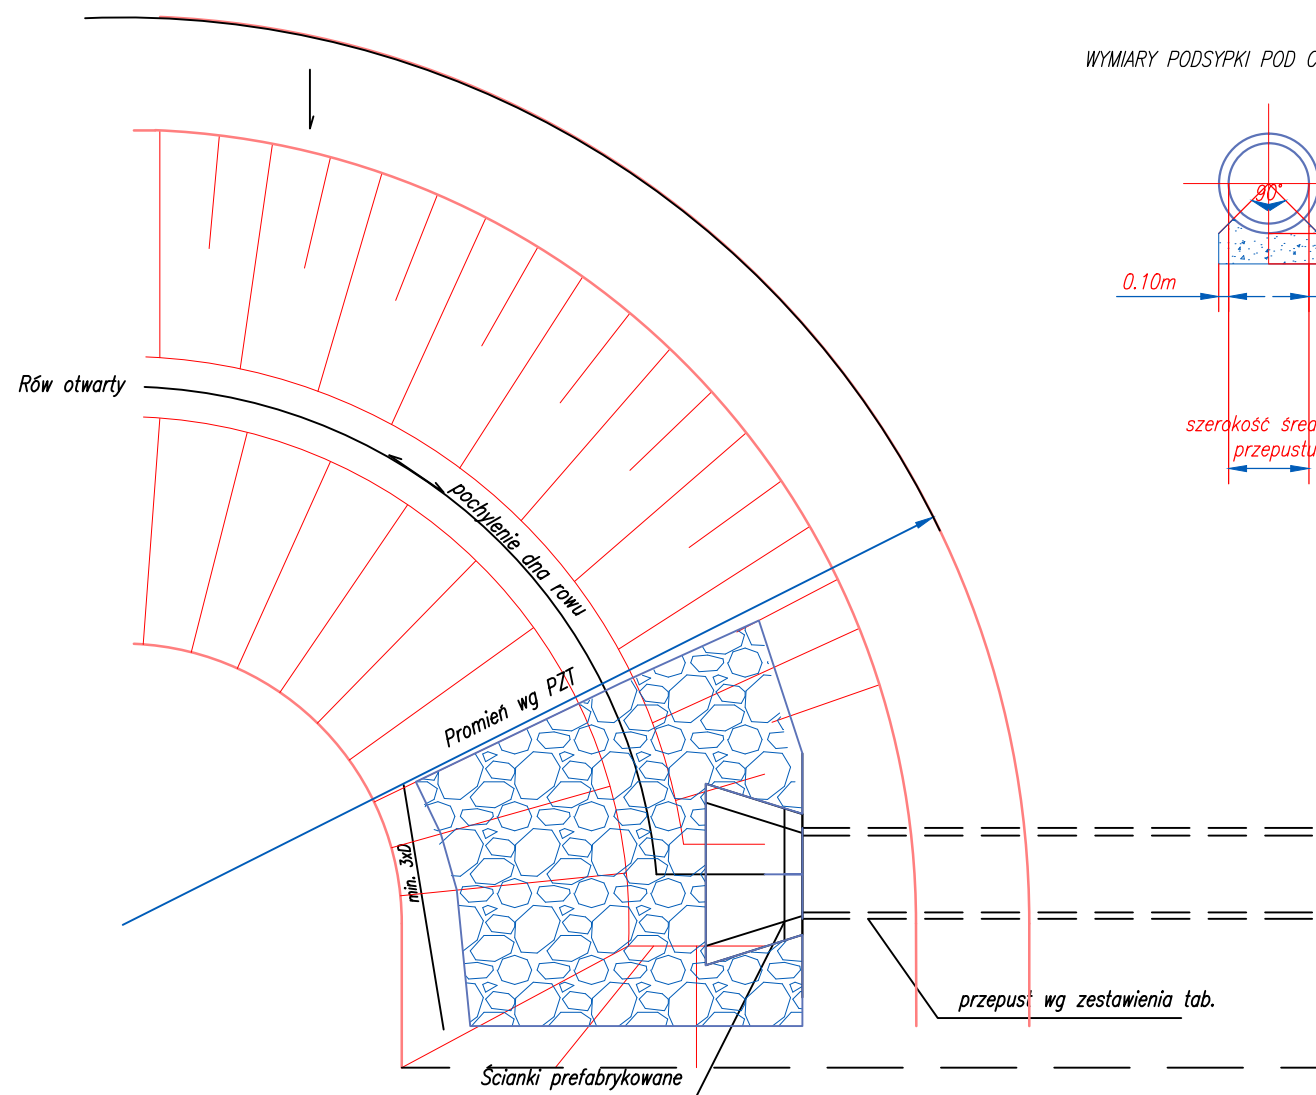 WYMIARY PODSYPKI POD
90°
0.10m
szerokość
przepustu
Rów otwarty
pochylenie dna rowu
Promień wg PZT
min. 3xD
przepust wg zestawienia tab.
Ścianki prefabrykowane